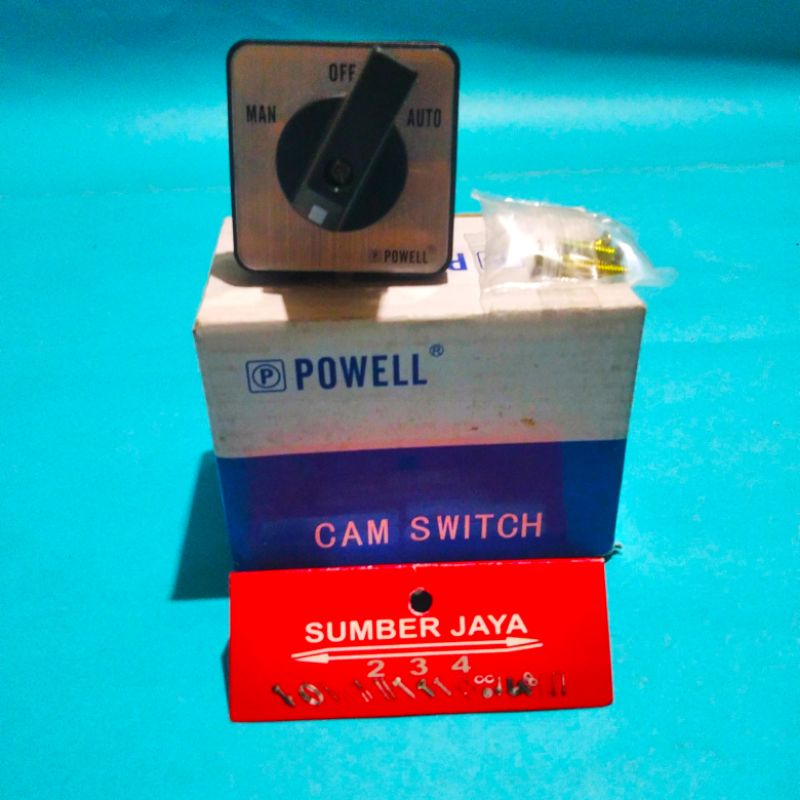 OFF
MAN
AUTO
P POWELL®
P
P POWELL®
CAM SWITCH
SUMBER JAYA
2 3 4